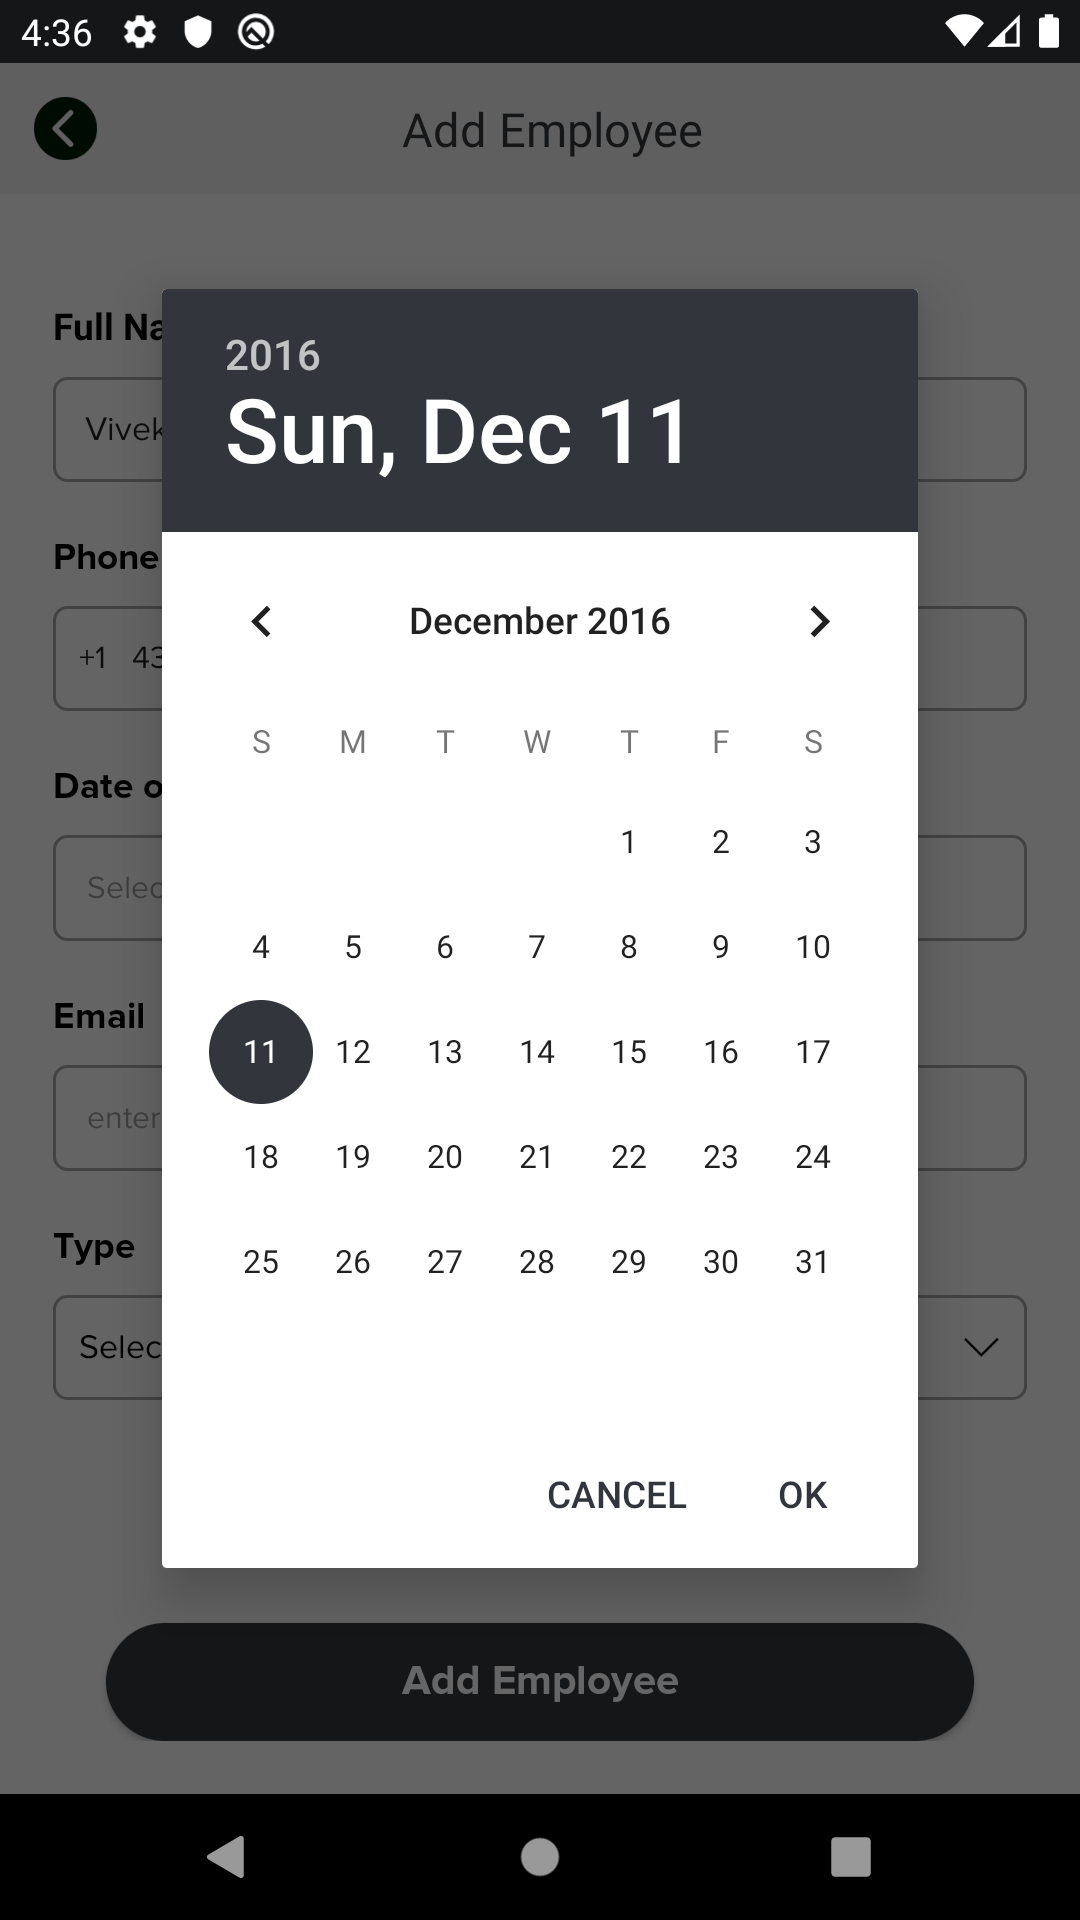 4:36
Add Employee
Full Na
Vivek
Phone
+1 43
Date o
Selec
Email
enter
Type
Selec
2016
Sun, Dec 11
December 2016
S M T W T F S
1 2 3
4 5 6 7 8 9 10
11 12 13 14 15 16 17
18 19 20 21 22 23 24
25 26 27 28 29 30 31
CANCEL OK
Add Employee